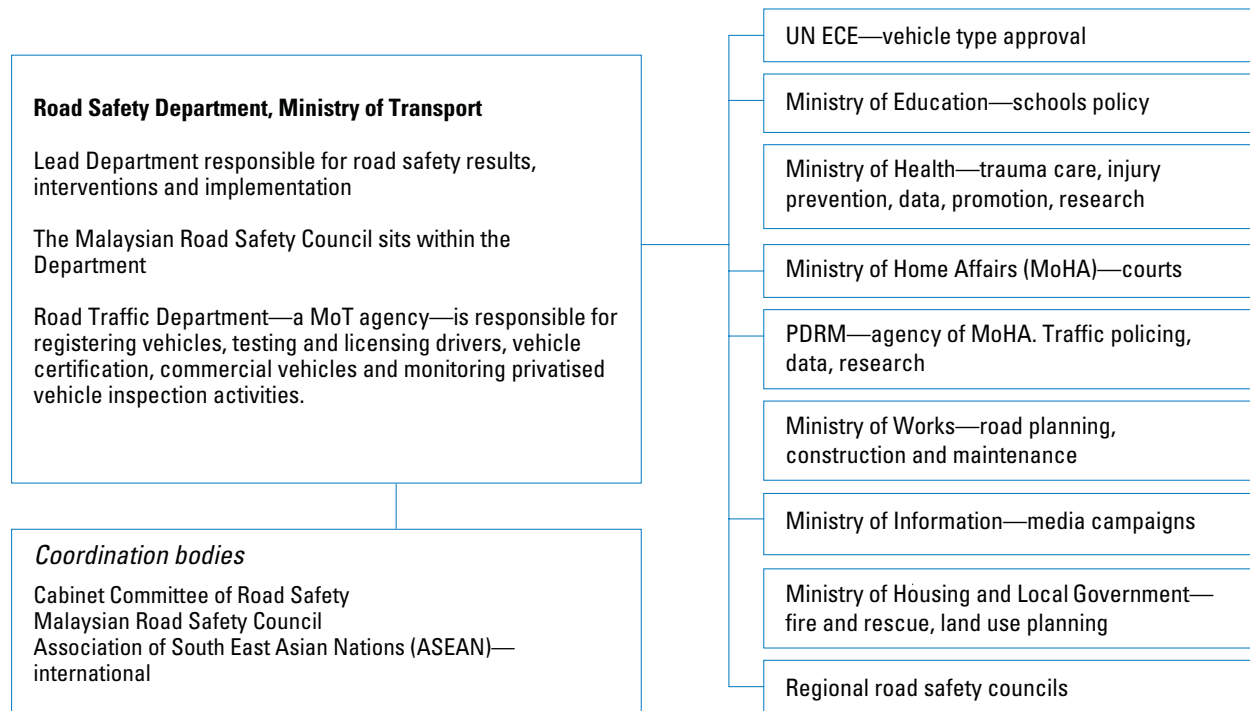 Road Safety Department, Ministry of Transport
Lead Department responsible for road safety results,
interventions and implementation
The Malaysian Road Safety Council sits within the
Department
Road Traffic Department—a MoT agency—is responsible for
registering vehicles, testing and licensing drivers, vehicle
certification, commercial vehicles and monitoring privatised
vehicle inspection activities.
Coordination bodies
Cabinet Committee of Road Safety
Malaysian Road Safety Council
Association of South East Asian Nations (ASEAN)—
international
UN ECE—vehicle type approval
Ministry of Education—schools policy
Ministry of Health—trauma care, injury
prevention, data, promotion, research
Ministry of Home Affairs (MoHA)—courts
PDRM—agency of MoHA. Traffic policing,
data, research
Ministry of Works—road planning,
construction and maintenance
Ministry of Information—media campaigns
Ministry of Housing and Local Government—
fire and rescue, land use planning
Regional road safety councils